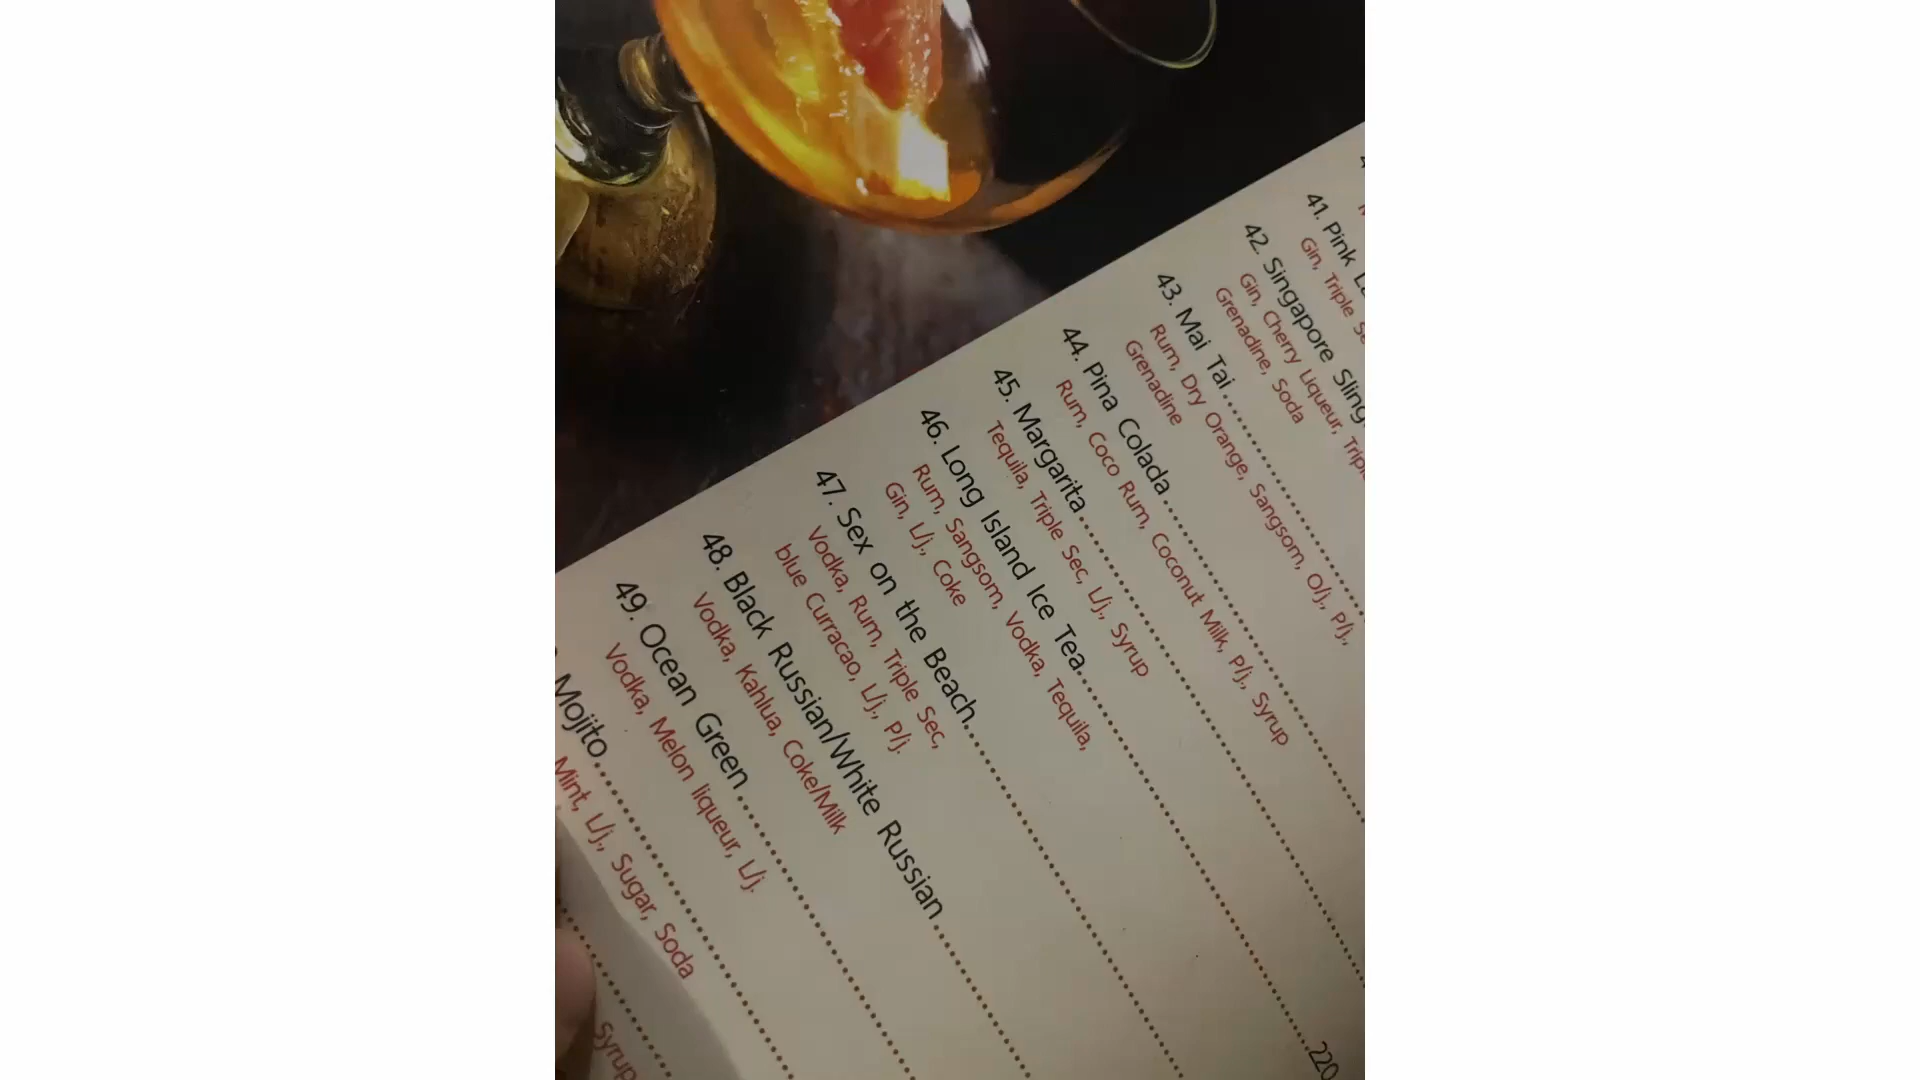 41. Pink
Gin, Triple
42. Singapore Sling
Gin, Cherry Liqueur,
Grenadine, Soda
43. Mai Tai
Rum, Dry Orange, Sangsom, O/j., P/j.,
Grenadine
44. Pina Colada
Rum, Coco Rum, Coconut Milk, P/j., Syrup
45. Margarita
Tequila, Triple Sec, L/j., Syrup
46. Long Island Ice Tea 220
Rum, Sangsom, Vodka, Tequila,
Gin, L/j., Coke
47. Sex on the Beach
Vodka, Rum, Triple Sec,
blue Curracao, L/j., P/j.
48. Black Russian/White Russian
Vodka, Kahlua, Coke/Milk
49. Ocean Green
Vodka, Melon liqueur, L/j.
Mojito
Mint, L/j., Sugar, Soda
Syrup